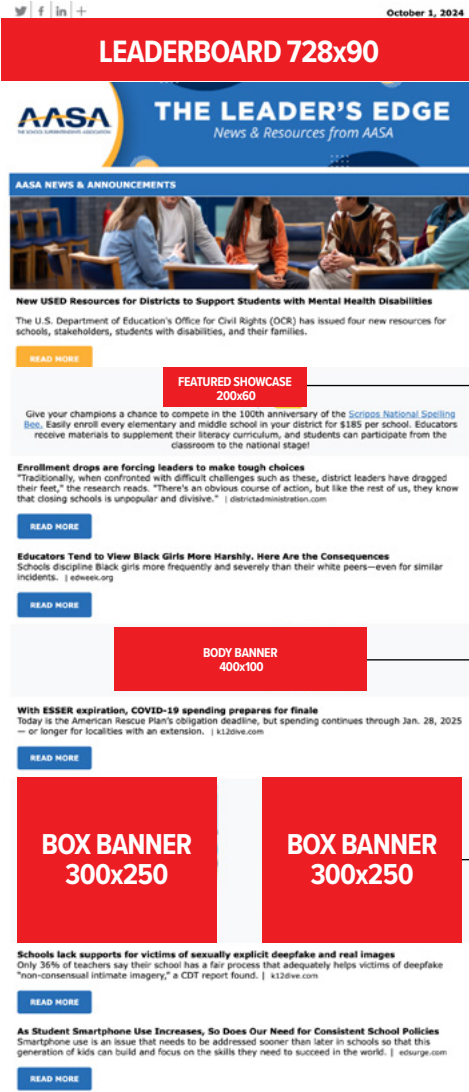 October 1, 2024
LEADERBOARD 728x90
AASA
THE SCHOOL SUPERINTENDENTS ASSOCIATION
THE LEADER'S EDGE
News & Resources from AASA
AASA NEWS & ANNOUNCEMENTS
New USED Resources for Districts to Support Students with Mental Health Disabilities
The U.S. Department of Education's Office for Civil Rights (OCR) has issued four new resources for
schools, stakeholders, students with disabilities, and their families.
READ MORE
FEATURED SHOWCASE
200x60
Give your champions a chance to compete in the 100th anniversary of the Scripps National Spelling
Bee. Easily enroll every elementary and middle school in your district for $185 per school. Educators
receive materials to supplement their literacy curriculum, and students can participate from the
classroom to the national stage!
Enrollment drops are forcing leaders to make tough choices
"Traditionally, when confronted with difficult challenges such as these, district leaders have dragged
their feet," the research reads. "There's an obvious course of action, but like the rest of us, they know
that closing schools is unpopular and divisive." | districtadministration.com
READ MORE
Educators Tend to View Black Girls More Harshly. Here Are the Consequences
Schools discipline Black girls more frequently and severely than their white peers—even for similar
incidents. | edweek.org
READ MORE
BODY BANNER
400x100
With ESSER expiration, COVID-19 spending prepares for finale
Today is the American Rescue Plan's obligation deadline, but spending continues through Jan. 28, 2025
— or longer for localities with an extension. | k12dive.com
READ MORE
BOX BANNER
300x250
BOX BANNER
300x250
Schools lack supports for victims of sexually explicit deepfake and real images
Only 36% of teachers say their school has a fair process that adequately helps victims of deepfake
"non-consensual intimate imagery," a CDT report found. | k12dive.com
READ MORE
As Student Smartphone Use Increases, So Does Our Need for Consistent School Policies
Smartphone use is an issue that needs to be addressed sooner than later in schools so that this
generation of kids can build and focus on the skills they need to succeed in the world. | edsurge.com
READ MORE